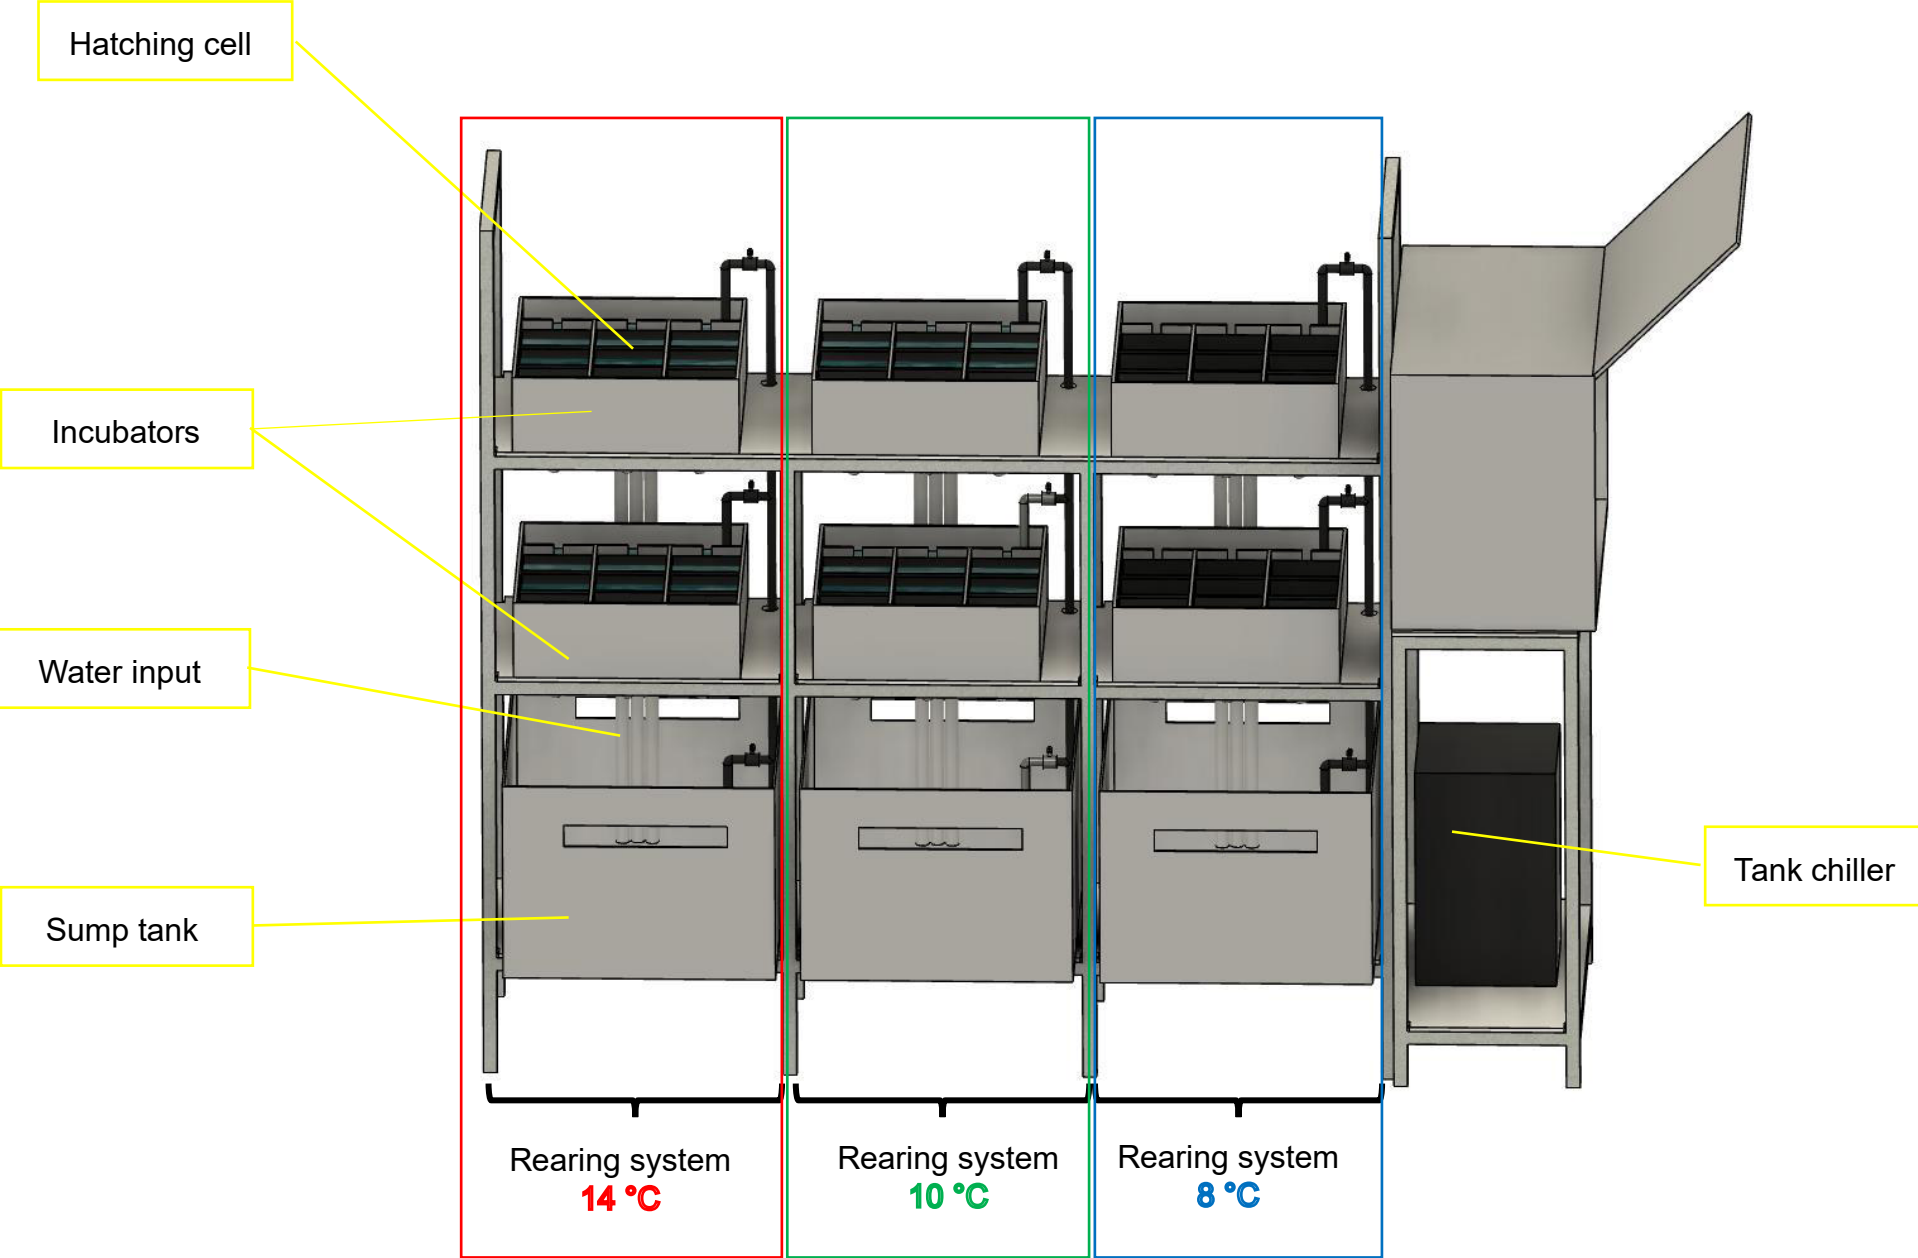 Hatching cell
Incubators
Water input
Sump tank
Tank chiller
Rearing system
14 °C
Rearing system
10 °C
Rearing system
8 °C